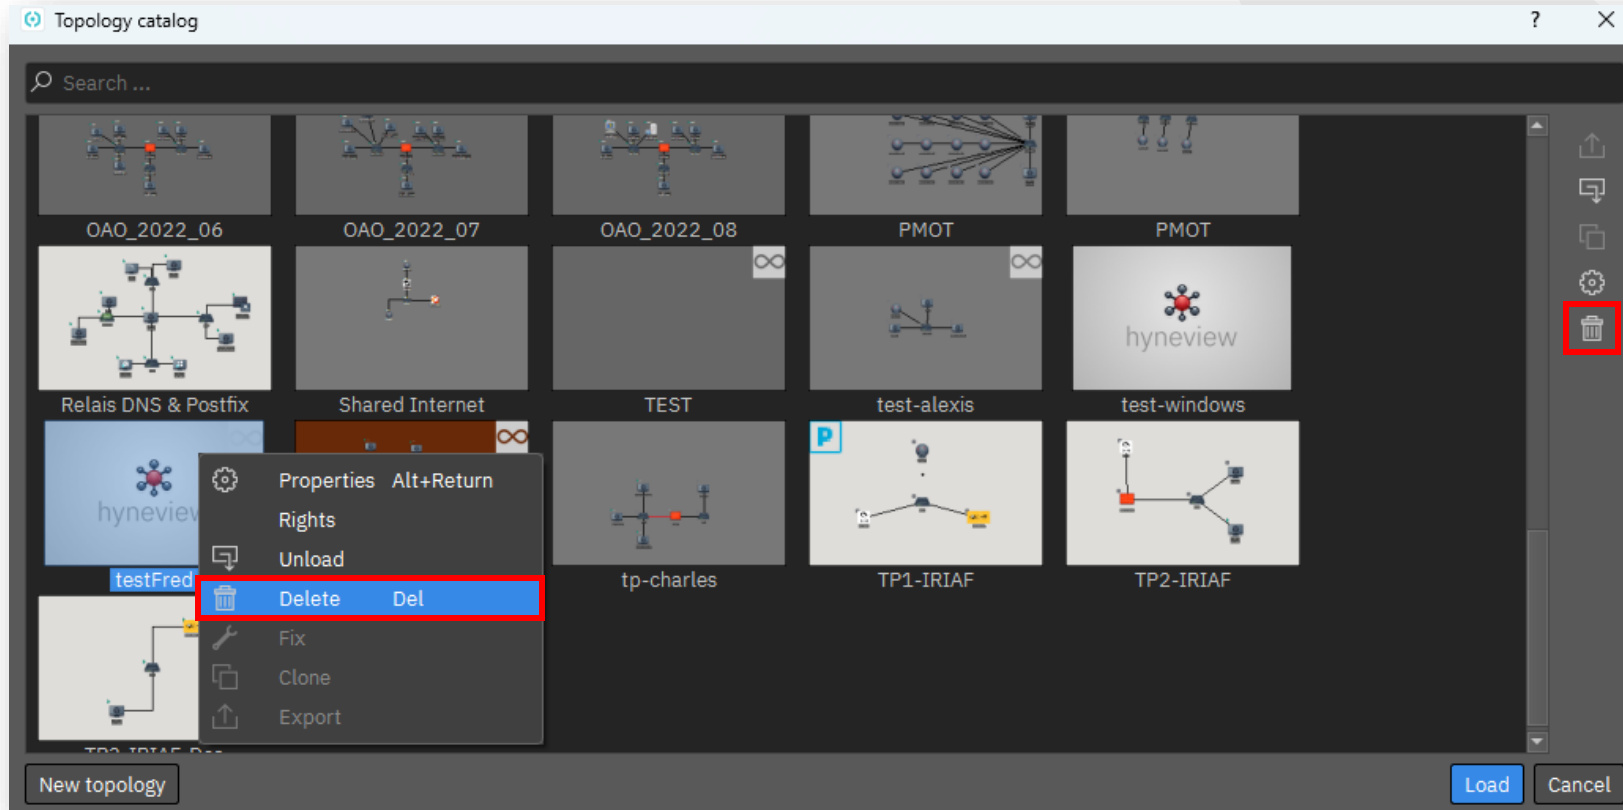 Topology catalog
Search ...
OAO_2022_06
OAO_2022_07
OAO_2022_08
PMOT
PMOT
hyneview
Relais DNS & Postfix
Shared Internet
TEST
test-alexis
test-windows
hyneview
P
testFred
tp-charles
TP1-IRIAF
TP2-IRIAF
Properties Alt+Return
Rights
Unload
Delete Del
Fix
Clone
Export
New topology
Load
Cancel